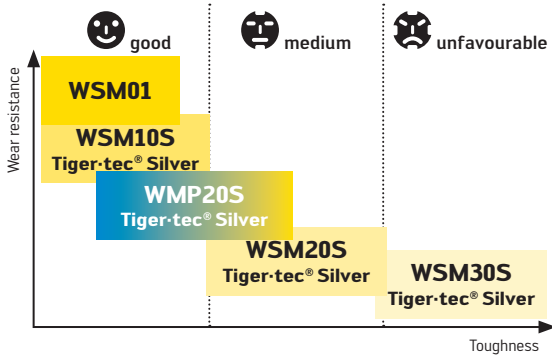 good
medium
unfavourable
Wear resistance
WSM01
WSM10S
Tiger·tec® Silver
WMP20S
Tiger·tec® Silver
WSM20S
Tiger·tec® Silver
WSM30S
Tiger·tec® Silver
Toughness